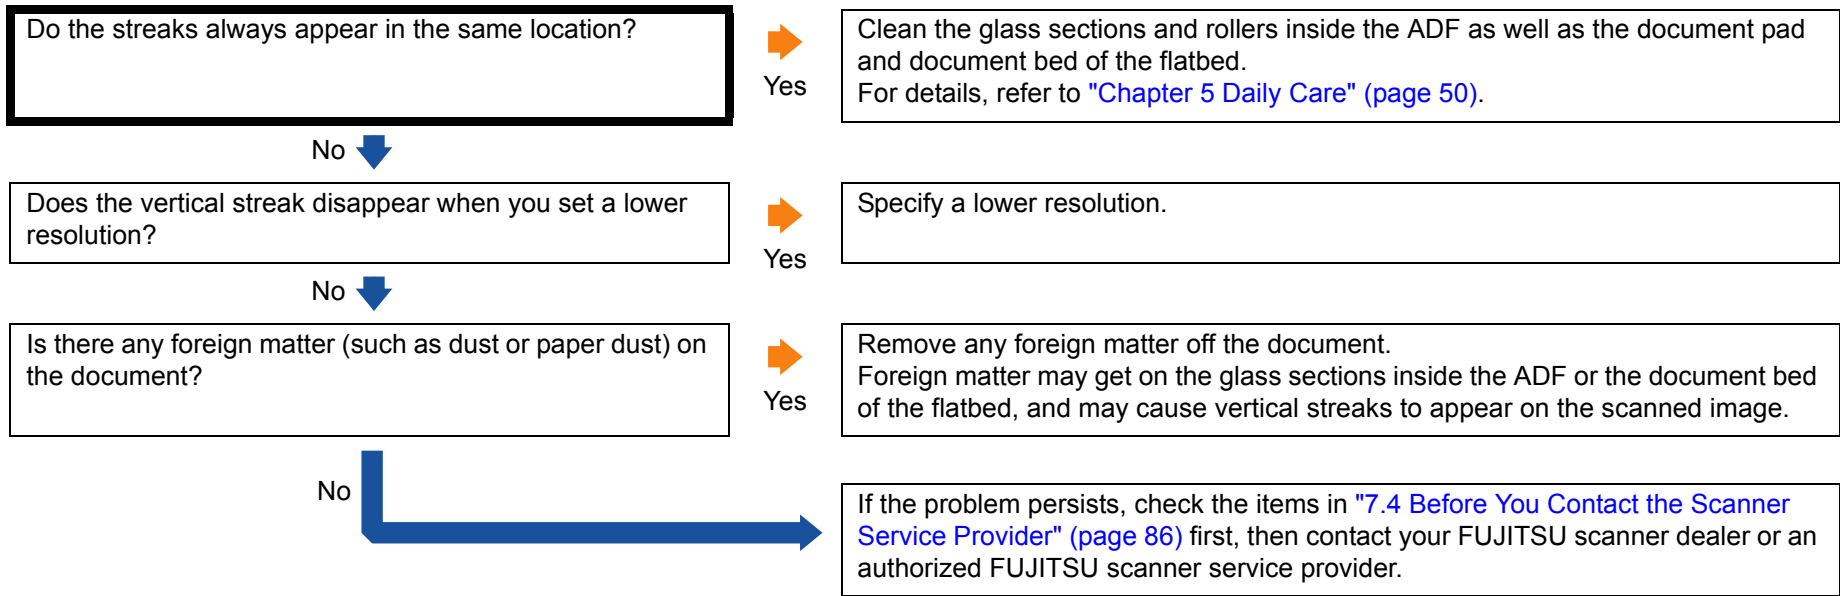 Do the streaks always appear in the same location?
Yes
Clean the glass sections and rollers inside the ADF as well as the document pad
and document bed of the flatbed.
For details, refer to "Chapter 5 Daily Care" (page 50).
No
Does the vertical streak disappear when you set a lower
resolution?
Yes
Specify a lower resolution.
No
Is there any foreign matter (such as dust or paper dust) on
the document?
Yes
Remove any foreign matter off the document.
Foreign matter may get on the glass sections inside the ADF or the document bed
of the flatbed, and may cause vertical streaks to appear on the scanned image.
No
If the problem persists, check the items in "7.4 Before You Contact the Scanner
Service Provider" (page 86) first, then contact your FUJITSU scanner dealer or an
authorized FUJITSU scanner service provider.